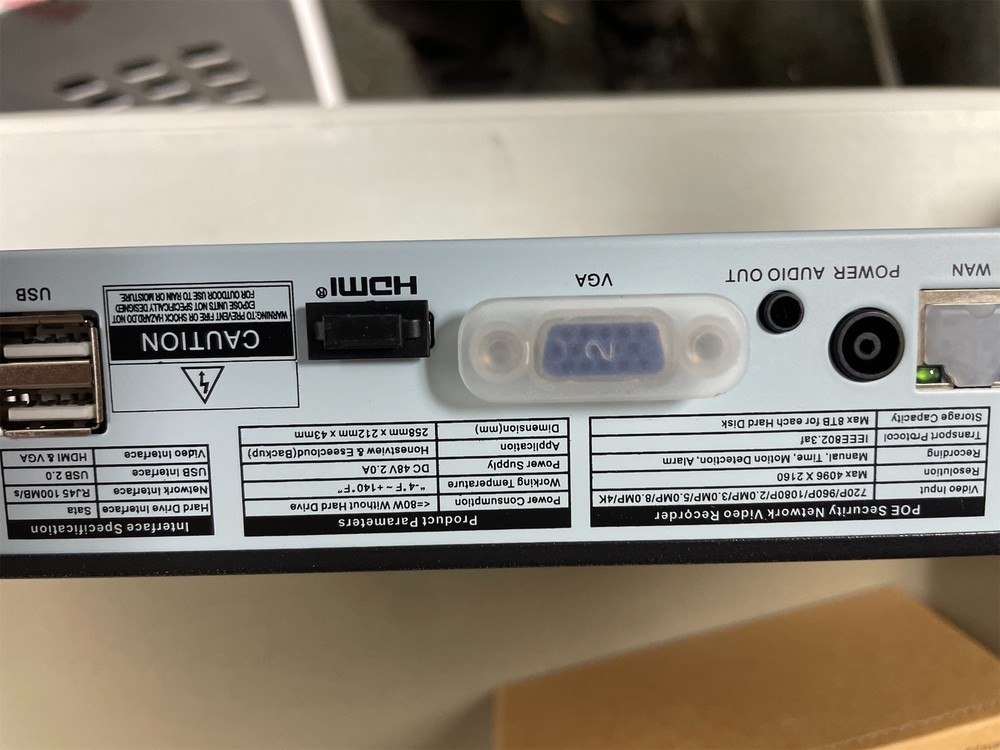 POE Security Network Video Recorder
Video Input 720P/960P/1080P/2.0MP/3.0MP/5.0MP/8.0MP/4K
Resolution Max 4096 X 2160
Recording Manual, Time, Motion Detection, Alarm
Transport Protocol IEEE802.3af
Storage Capacity Max 8TB for each Hard Disk
Product Parameters
Power Consumption <=80W Without Hard Drive
Working Temperature "-4°F ~ +140°F"
Power Supply DC 48V 2.0A
Application Honestview & Eseecloud(Backup)
Dimension(mm) 258mm x 212mm x 43mm
Interface Specification
Hard Drive Interface Sata
Network Interface RJ45 100MB/s
USB Interface USB 2.0
Video Interface HDMI & VGA
CAUTION
WARNING: TO PREVENT FIRE OR SHOCK HAZARD,DO NOT
EXPOSE UNITS NOT SPECIFICALLY DESIGNED
FOR OUTDOOR USE TO RAIN OR MOISTURE
WAN
POWER
AUDIO OUT
VGA
2
HDMI®
USB